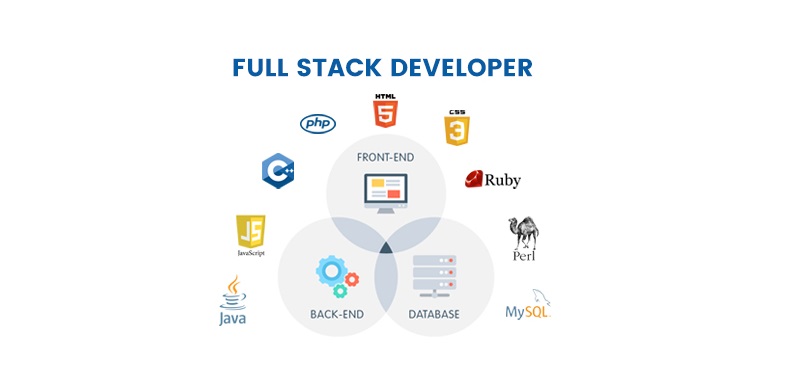 FULL STACK DEVELOPER
HTML
5
php
CSS
3
C++
FRONT-END
Ruby
JS
JavaScript
Perl
BACK-END
DATABASE
Java
MySQL